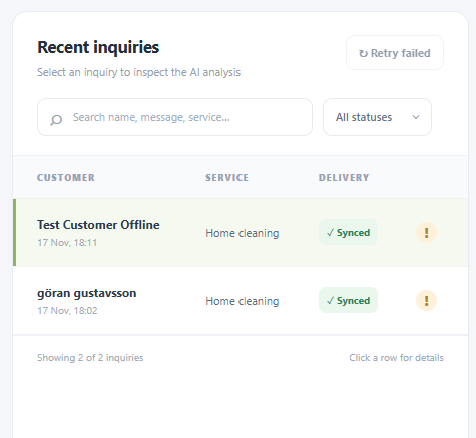 Recent inquiries
↻ Retry failed
Select an inquiry to inspect the AI analysis
Search name, message, service...
All statuses
CUSTOMER SERVICE DELIVERY
Test Customer Offline
17 Nov, 18:11
Home cleaning
✓ Synced
!
göran gustavsson
17 Nov, 18:02
Home cleaning
✓ Synced
!
Showing 2 of 2 inquiries
Click a row for details